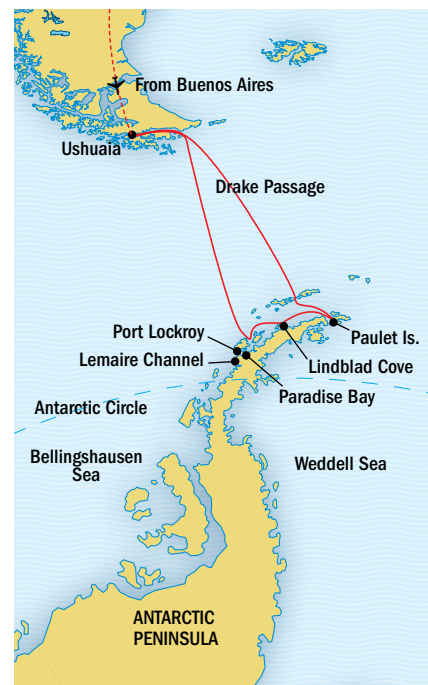 From Buenos Aires
Ushuaia
Drake Passage
Port Lockroy
Paulet Is.
Lemaire Channel
Lindblad Cove
Paradise Bay
Antarctic Circle
Bellingshausen
Sea
Weddell Sea
ANTARCTIC
PENINSULA